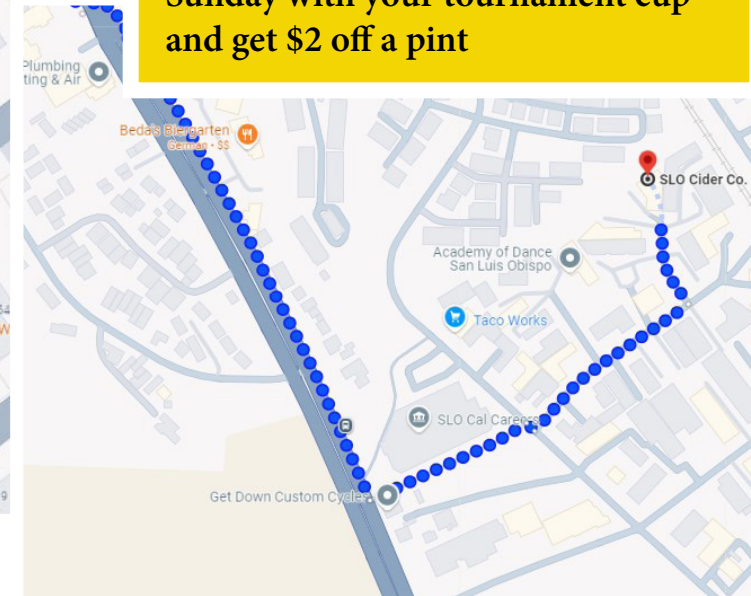 Sunday with your tournament cup
and get $2 off a pint
Plumbing
ting & Air
Beda's Biergarten
German · $$
SLO Cider Co.
Academy of Dance
San Luis Obispo
Taco Works
SLO Cal Careers
Get Down Custom Cycles